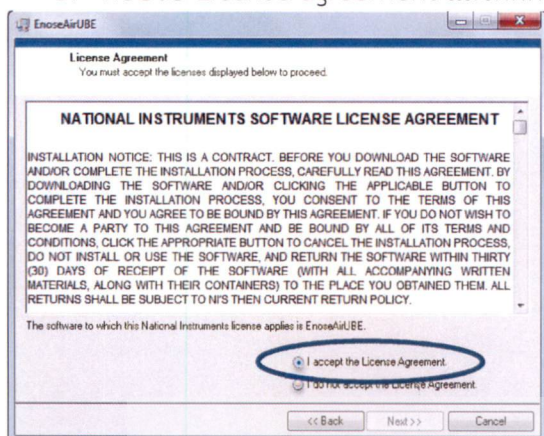 EnoseAirUBE
License Agreement
You must accept the licenses displayed below to proceed.
NATIONAL INSTRUMENTS SOFTWARE LICENSE AGREEMENT
INSTALLATION NOTICE: THIS IS A CONTRACT. BEFORE YOU DOWNLOAD THE SOFTWARE
AND/OR COMPLETE THE INSTALLATION PROCESS, CAREFULLY READ THIS AGREEMENT. BY
DOWNLOADING THE SOFTWARE AND/OR CLICKING THE APPLICABLE BUTTON TO
COMPLETE THE INSTALLATION PROCESS, YOU CONSENT TO THE TERMS OF THIS
AGREEMENT AND YOU AGREE TO BE BOUND BY THIS AGREEMENT. IF YOU DO NOT WISH TO
BECOME A PARTY TO THIS AGREEMENT AND BE BOUND BY ALL OF ITS TERMS AND
CONDITIONS, CLICK THE APPROPRIATE BUTTON TO CANCEL THE INSTALLATION PROCESS,
DO NOT INSTALL OR USE THE SOFTWARE, AND RETURN THE SOFTWARE WITHIN THIRTY
(30) DAYS OF RECEIPT OF THE SOFTWARE (WITH ALL ACCOMPANYING WRITTEN
MATERIALS, ALONG WITH THEIR CONTAINERS) TO THE PLACE YOU OBTAINED THEM. ALL
RETURNS SHALL BE SUBJECT TO NI'S THEN CURRENT RETURN POLICY.
The software to which this National Instruments license applies is EnoseAirUBE.
I accept the License Agreement.
I do not accept the License Agreement.
<< Back Next >> Cancel